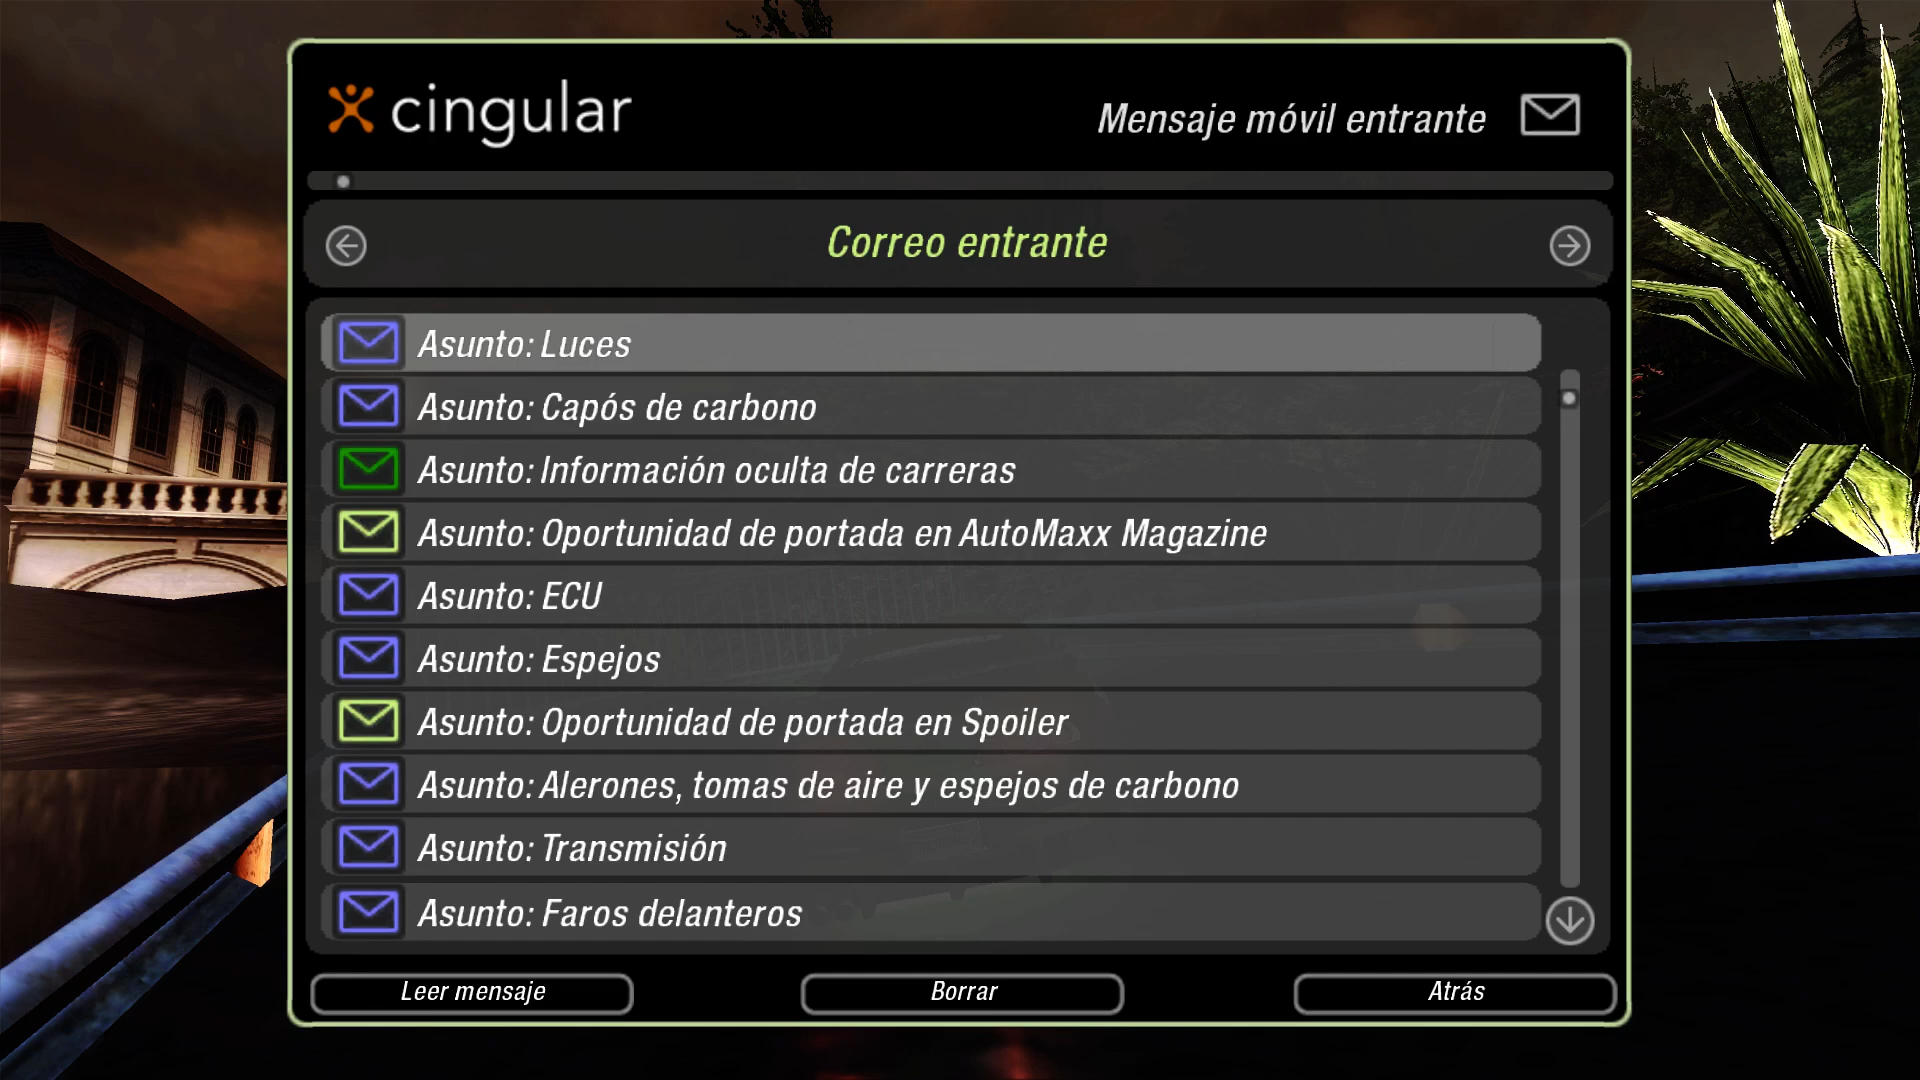 cingular
Mensaje móvil entrante
Correo entrante
Asunto: Luces
Asunto: Capós de carbono
Asunto: Información oculta de carreras
Asunto: Oportunidad de portada en AutoMaxx Magazine
Asunto: ECU
Asunto: Espejos
Asunto: Oportunidad de portada en Spoiler
Asunto: Alerones, tomas de aire y espejos de carbono
Asunto: Transmisión
Asunto: Faros delanteros
Leer mensaje
Borrar
Atrás